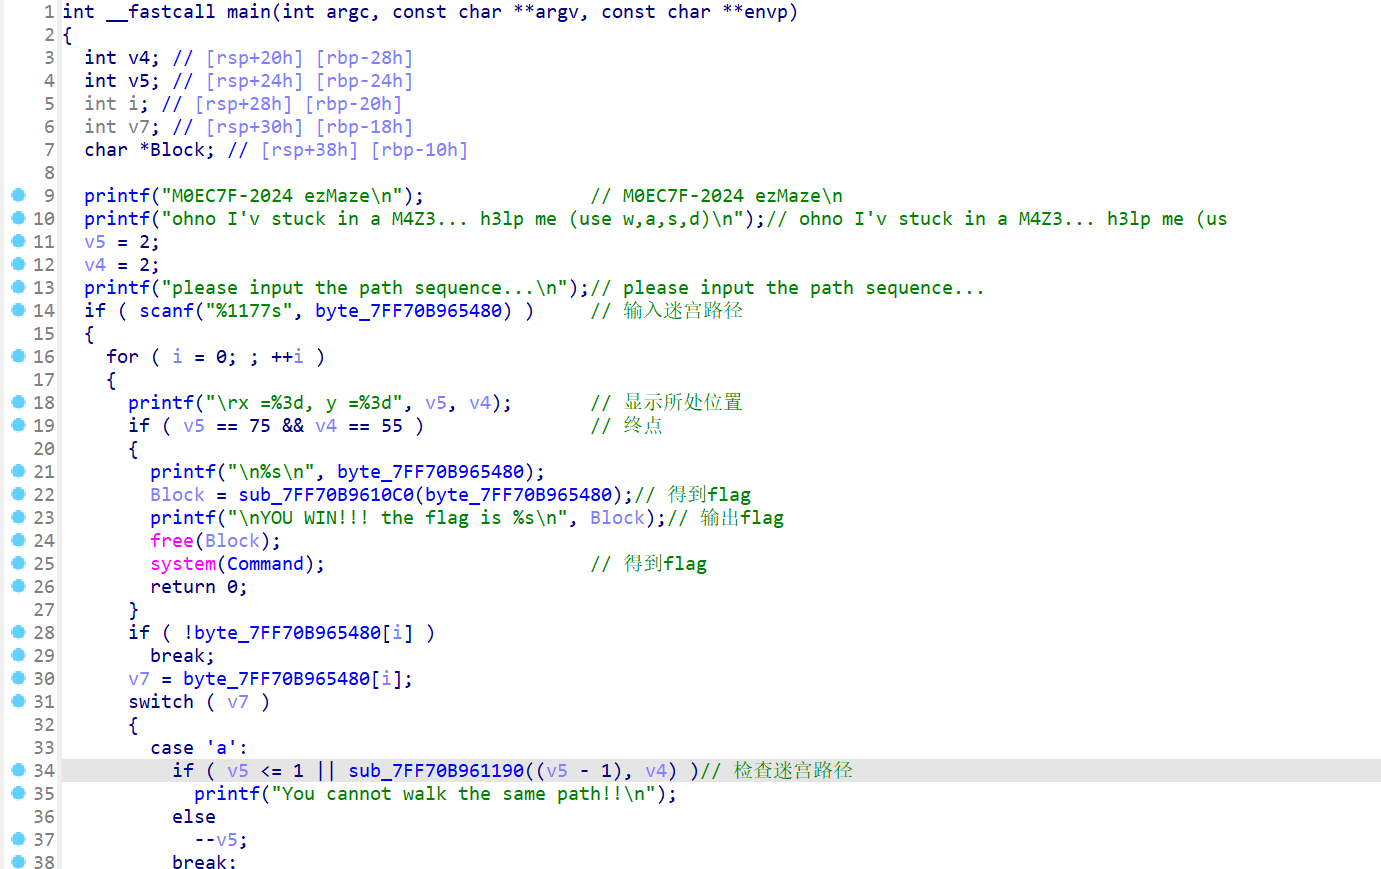 1 int __fastcall main(int argc, const char **argv, const char **envp)
2 {
3   int v4; // [rsp+20h] [rbp-28h]
4   int v5; // [rsp+24h] [rbp-24h]
5   int i; // [rsp+28h] [rbp-20h]
6   int v7; // [rsp+30h] [rbp-18h]
7   char *Block; // [rsp+38h] [rbp-10h]
8
9   printf("M0EC7F-2024 ezMaze\n");               // M0EC7F-2024 ezMaze\n
10   printf("ohno I'v stuck in a M4Z3... h3lp me (use w,a,s,d)\n");// ohno I'v stuck in a M4Z3... h3lp me (us
11   v5 = 2;
12   v4 = 2;
13   printf("please input the path sequence...\n");// please input the path sequence...
14   if ( scanf("%1177s", byte_7FF70B965480) )     // 输入迷宫路径
15   {
16     for ( i = 0; ; ++i )
17     {
18       printf("\rx =%3d, y =%3d", v5, v4);       // 显示所处位置
19       if ( v5 == 75 && v4 == 55 )               // 终点
20       {
21         printf("\n%s\n", byte_7FF70B965480);
22         Block = sub_7FF70B9610C0(byte_7FF70B965480);// 得到flag
23         printf("\nYOU WIN!!! the flag is %s\n", Block);// 输出flag
24         free(Block);
25         system(Command);                        // 得到flag
26         return 0;
27       }
28       if ( !byte_7FF70B965480[i] )
29         break;
30       v7 = byte_7FF70B965480[i];
31       switch ( v7 )
32       {
33         case 'a':
34           if ( v5 <= 1 || sub_7FF70B961190((v5 - 1), v4) )// 检查迷宫路径
35             printf("You cannot walk the same path!!\n");
36           else
37             --v5;
38           break;